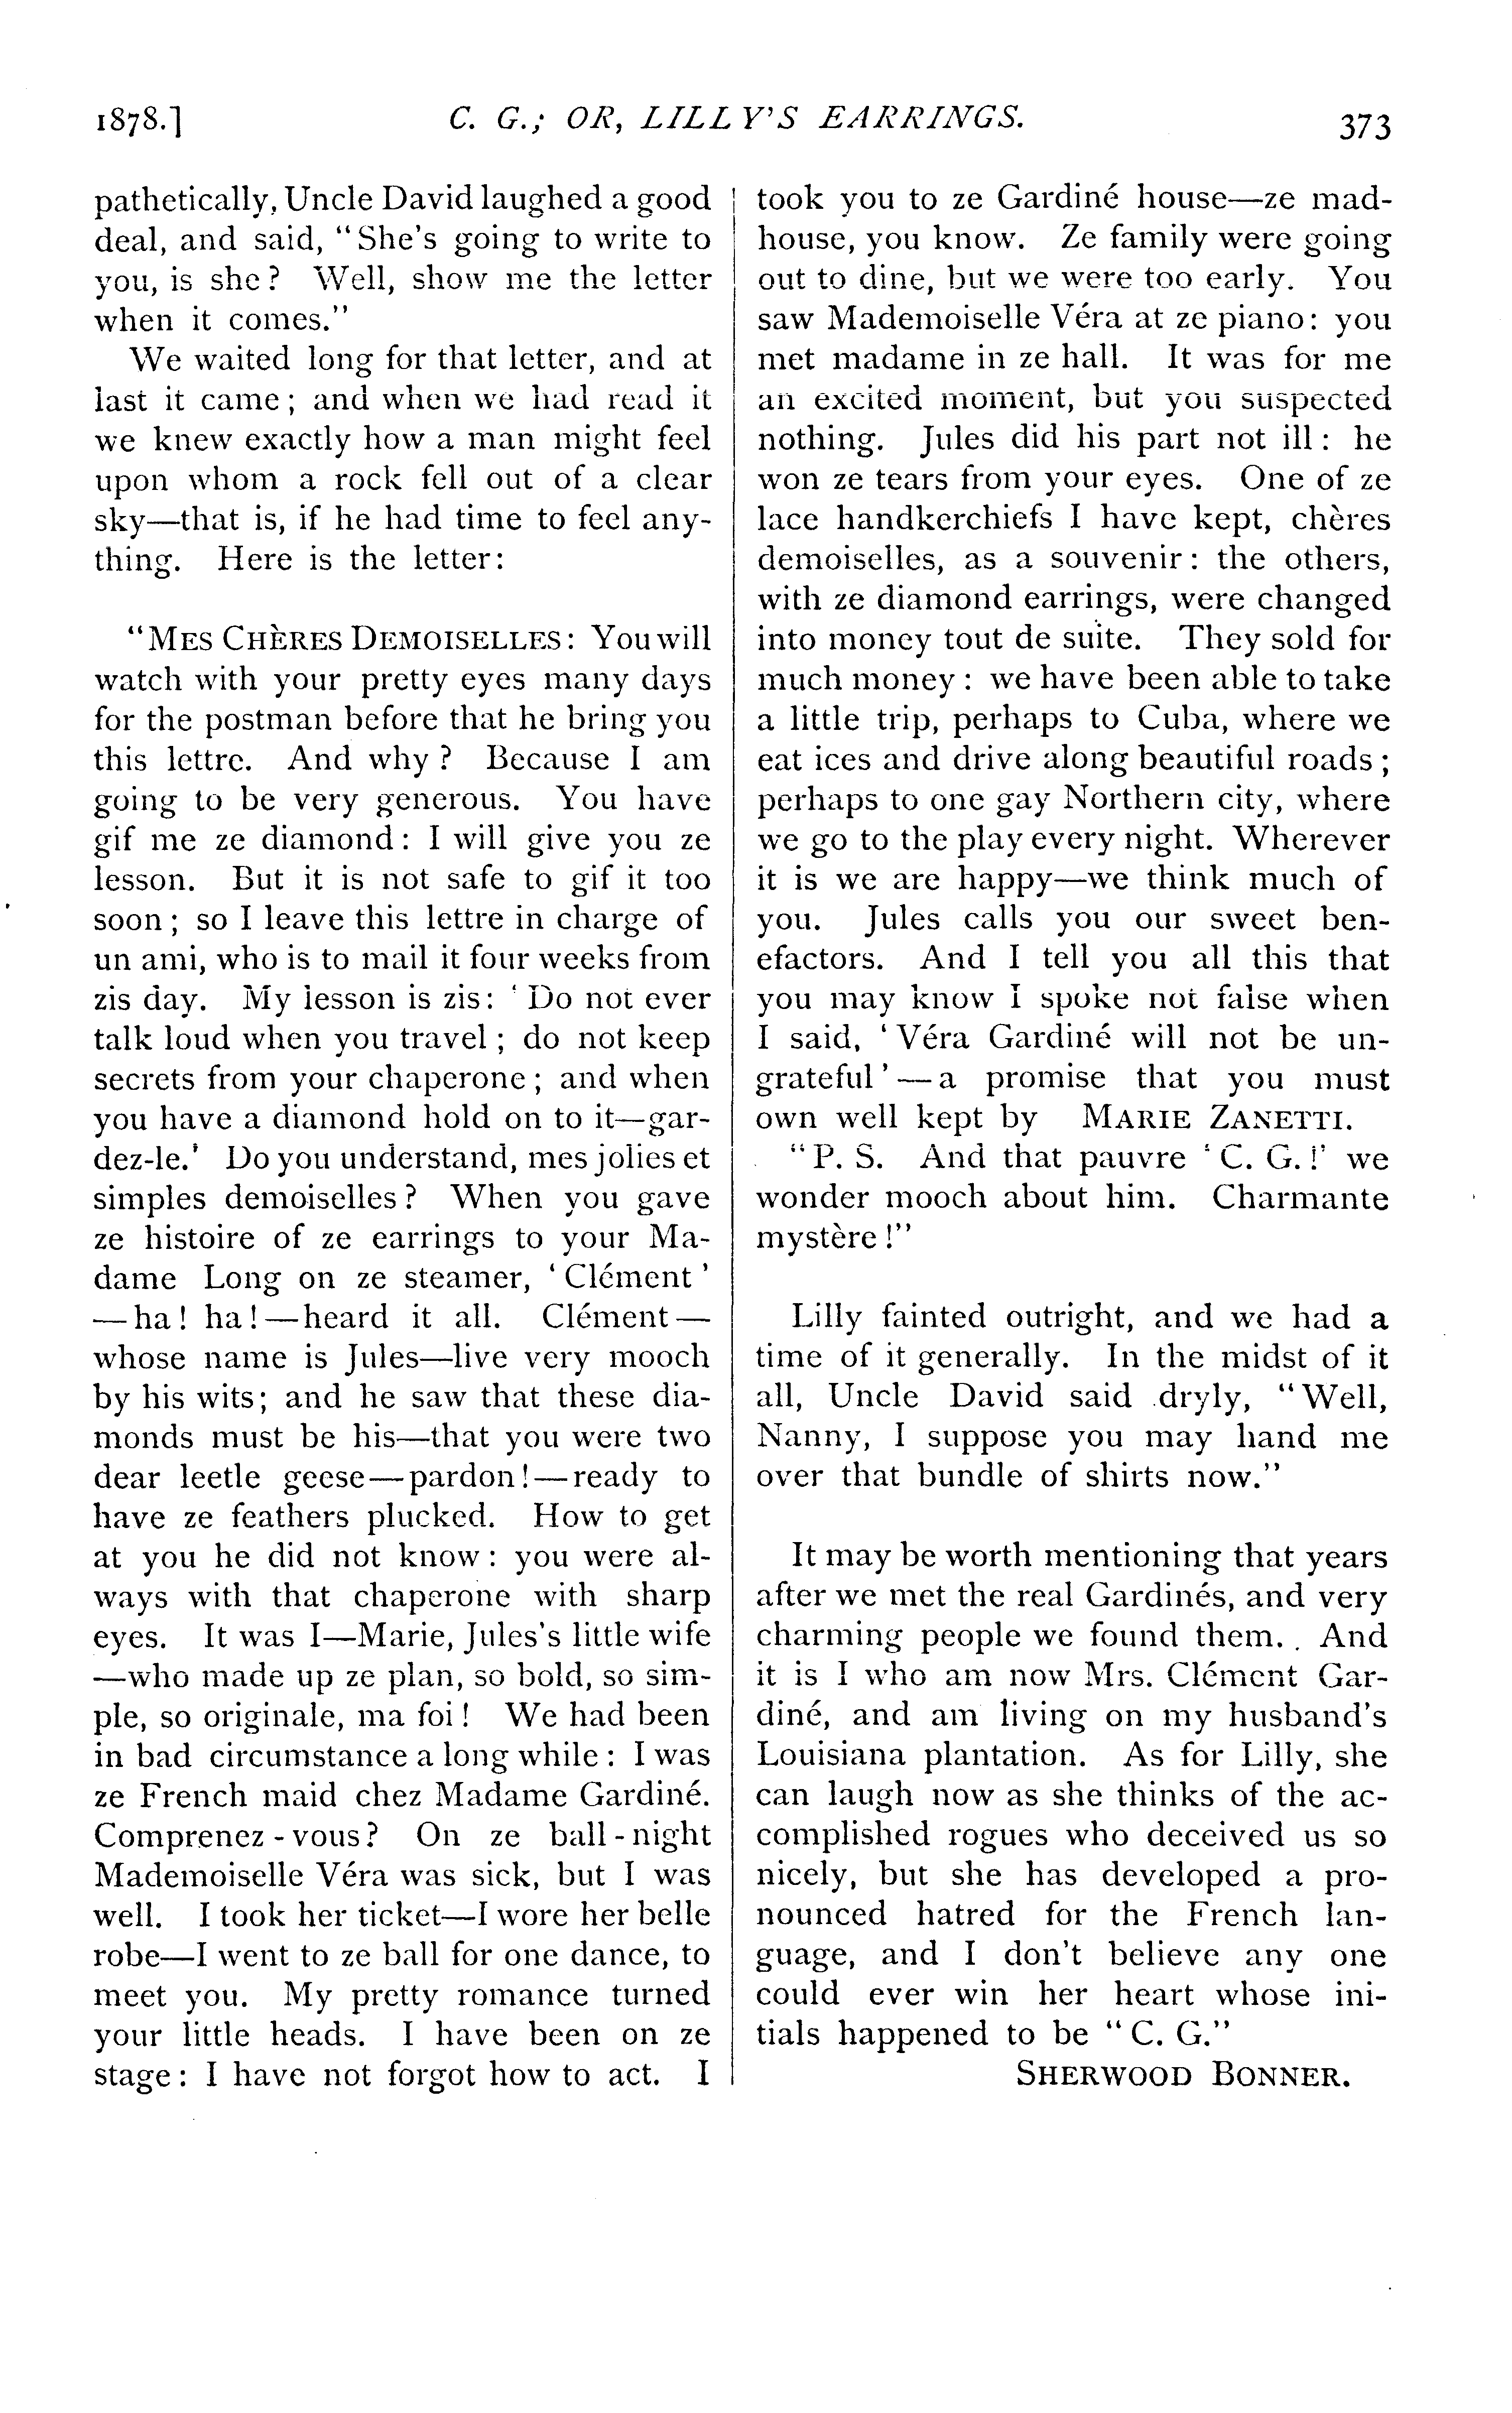 1878.] C. G.; OR, LILLY'S EARRINGS. 373
pathetically, Uncle David laughed a good
deal, and said, "She's going to write to
you, is she? Well, show me the letter
when it comes."
We waited long for that letter, and at
last it came; and when we had read it
we knew exactly how a man might feel
upon whom a rock fell out of a clear
sky—that is, if he had time to feel any-
thing. Here is the letter:
"MES CHÈRES DEMOISELLES: You will
watch with your pretty eyes many days
for the postman before that he bring you
this lettre. And why? Because I am
going to be very generous. You have
gif me ze diamond: I will give you ze
lesson. But it is not safe to gif it too
soon; so I leave this lettre in charge of
un ami, who is to mail it four weeks from
zis day. My lesson is zis: 'Do not ever
talk loud when you travel; do not keep
secrets from your chaperone; and when
you have a diamond hold on to it—gar-
dez-le.' Do you understand, mes jolies et
simples demoiselles? When you gave
ze histoire of ze earrings to your Ma-
dame Long on ze steamer, 'Clément'
—ha! ha!—heard it all. Clément—
whose name is Jules—live very mooch
by his wits; and he saw that these dia-
monds must be his—that you were two
dear leetle geese—pardon!—ready to
have ze feathers plucked. How to get
at you he did not know: you were al-
ways with that chaperone with sharp
eyes. It was I—Marie, Jules's little wife
—who made up ze plan, so bold, so sim-
ple, so originale, ma foi! We had been
in bad circumstance a long while: I was
ze French maid chez Madame Gardiné.
Comprenez-vous? On ze ball-night
Mademoiselle Véra was sick, but I was
well. I took her ticket—I wore her belle
robe—I went to ze ball for one dance, to
meet you. My pretty romance turned
your little heads. I have been on ze
stage: I have not forgot how to act. I
took you to ze Gardiné house—ze mad-
house, you know. Ze family were going
out to dine, but we were too early. You
saw Mademoiselle Véra at ze piano: you
met madame in ze hall. It was for me
an excited moment, but you suspected
nothing. Jules did his part not ill: he
won ze tears from your eyes. One of ze
lace handkerchiefs I have kept, chères
demoiselles, as a souvenir: the others,
with ze diamond earrings, were changed
into money tout de suite. They sold for
much money: we have been able to take
a little trip, perhaps to Cuba, where we
eat ices and drive along beautiful roads;
perhaps to one gay Northern city, where
we go to the play every night. Wherever
it is we are happy—we think much of
you. Jules calls you our sweet ben-
efactors. And I tell you all this that
you may know I spoke not false when
I said, 'Véra Gardiné will not be un-
grateful'—a promise that you must
own well kept by MARIE ZANETTI.
"P. S. And that pauvre 'C. G.!' we
wonder mooch about him. Charmante
mystère!"
Lilly fainted outright, and we had a
time of it generally. In the midst of it
all, Uncle David said dryly, "Well,
Nanny, I suppose you may hand me
over that bundle of shirts now."
It may be worth mentioning that years
after we met the real Gardinés, and very
charming people we found them. And
it is I who am now Mrs. Clément Gar-
diné, and am living on my husband's
Louisiana plantation. As for Lilly, she
can laugh now as she thinks of the ac-
complished rogues who deceived us so
nicely, but she has developed a pro-
nounced hatred for the French lan-
guage, and I don't believe any one
could ever win her heart whose ini-
tials happened to be "C. G."
SHERWOOD BONNER.